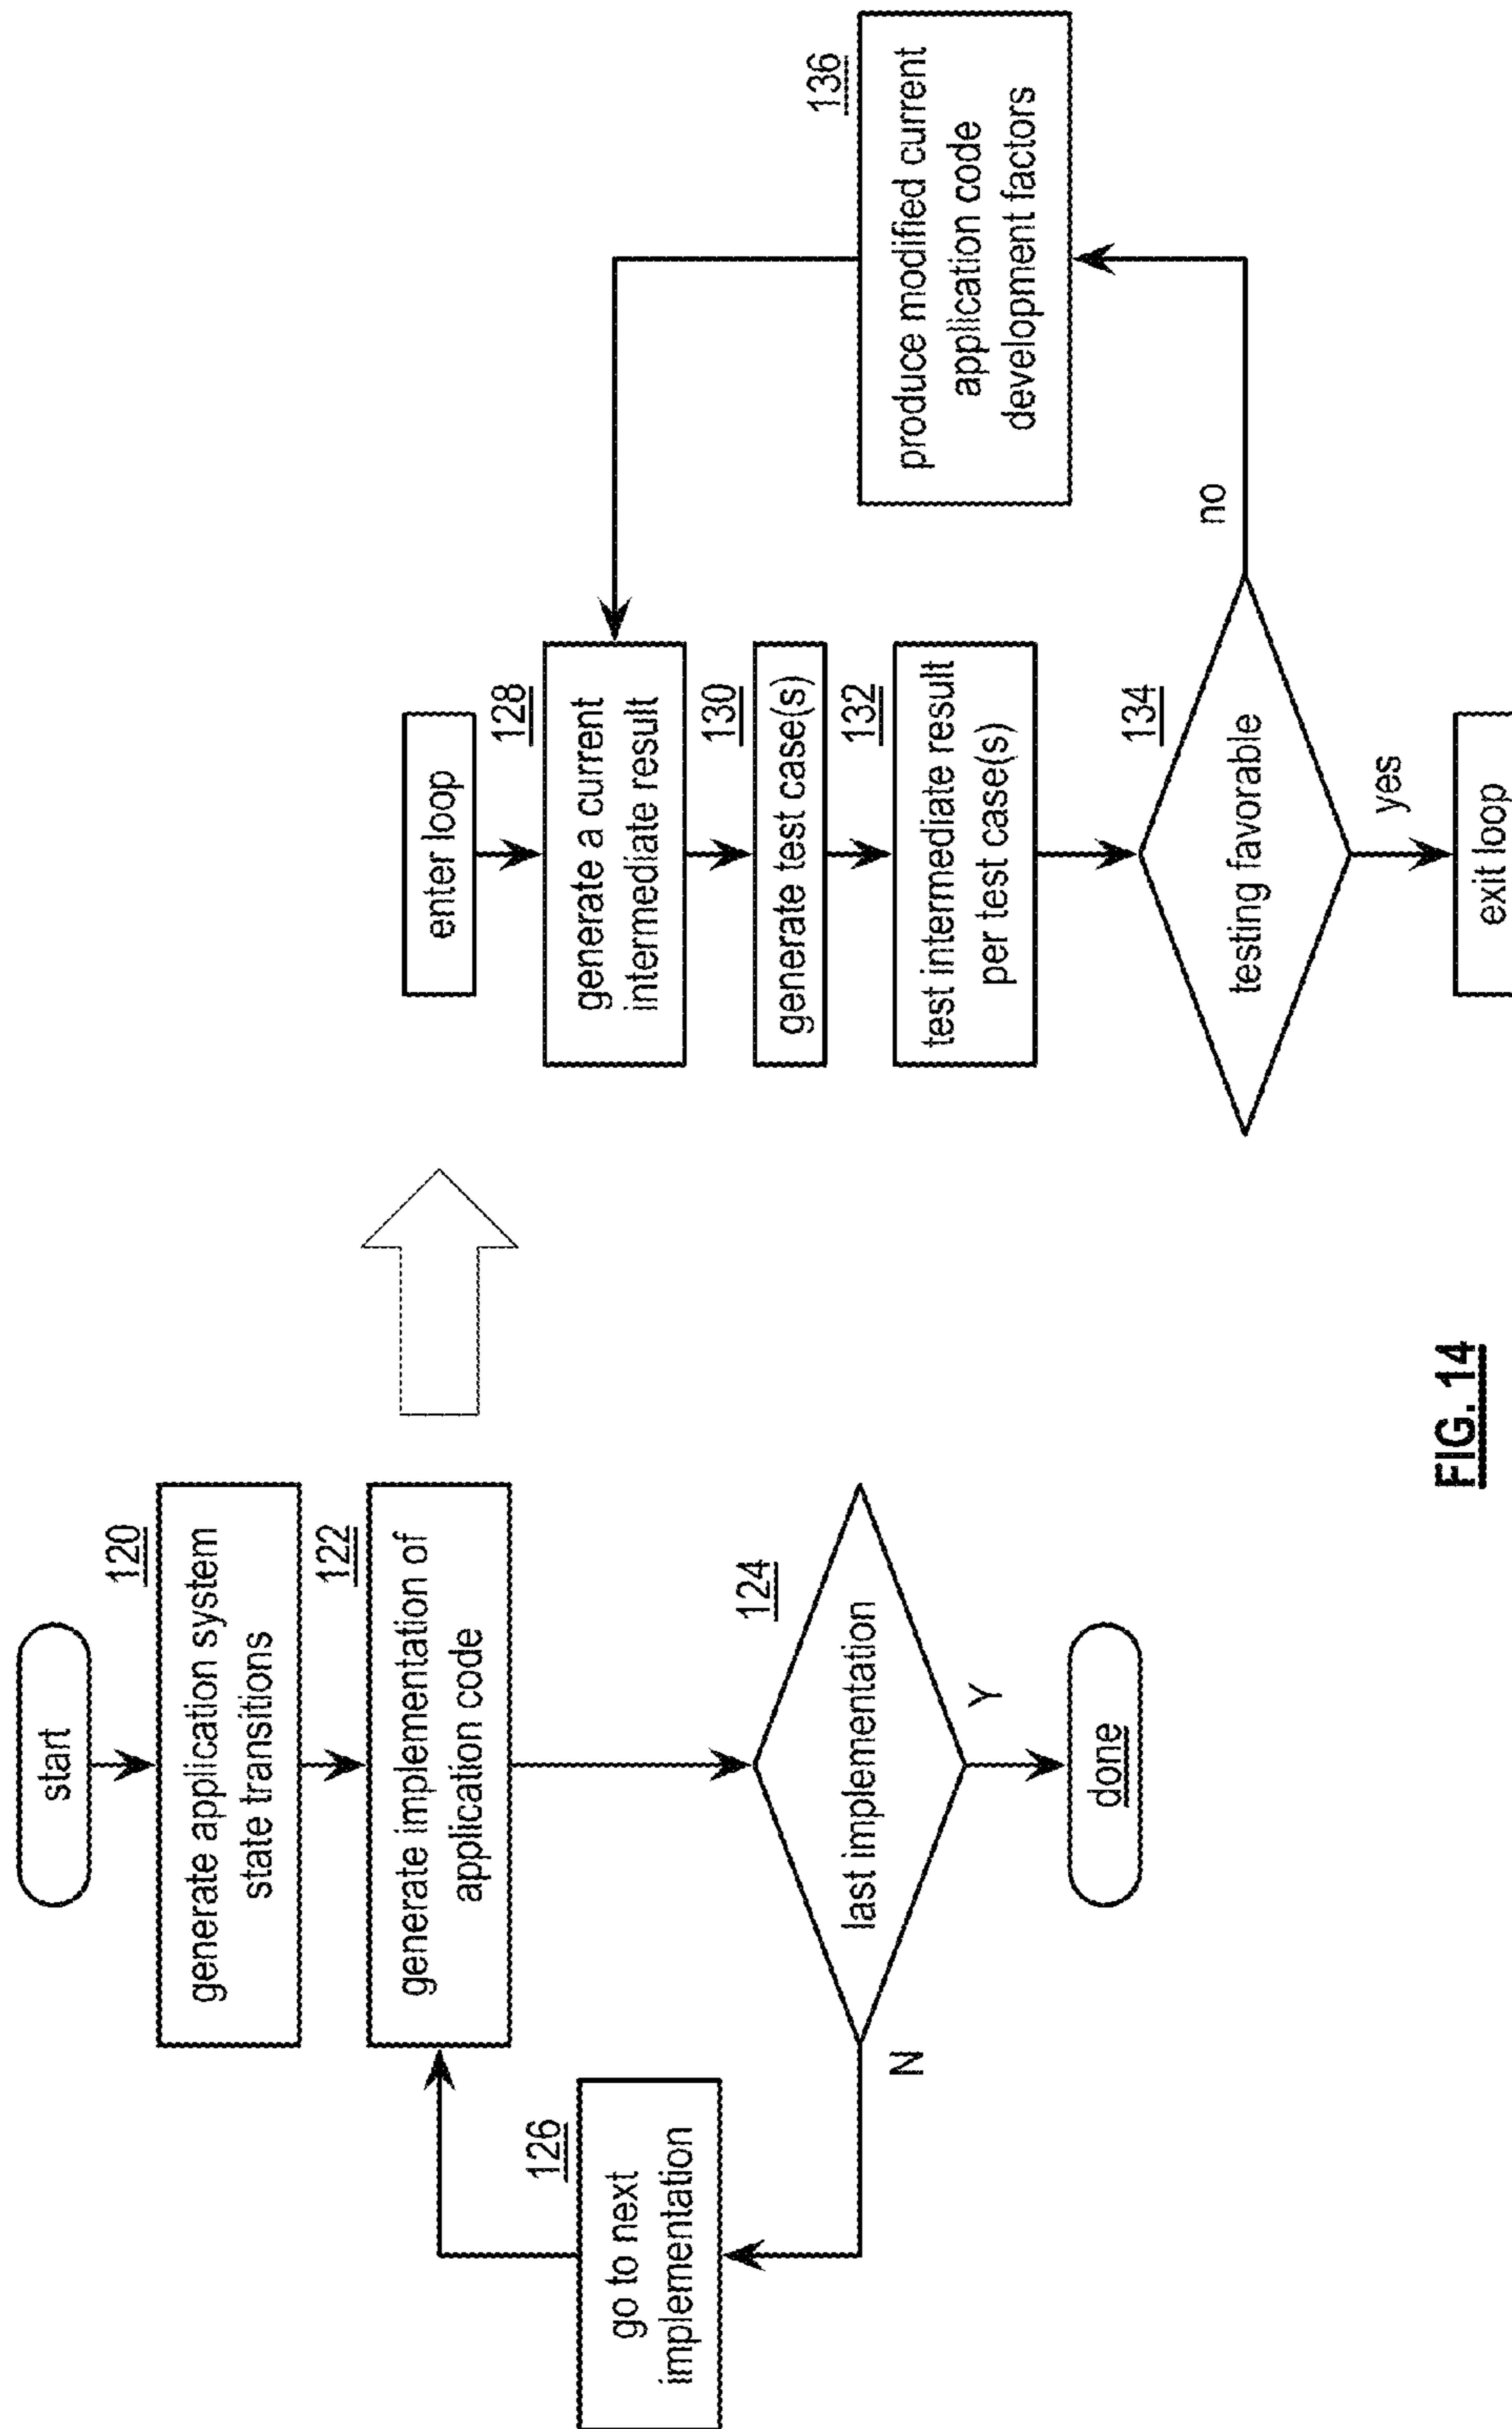 start
120
generate application system
state transitions
122
generate implementation of
application code
124
last implementation
N
Y
126
go to next
implementation
done
enter loop
128
generate a current
intermediate result
130
generate test case(s)
132
test intermediate result
per test case(s)
134
testing favorable
no
yes
136
produce modified current
application code
development factors
exit loop
FIG. 14